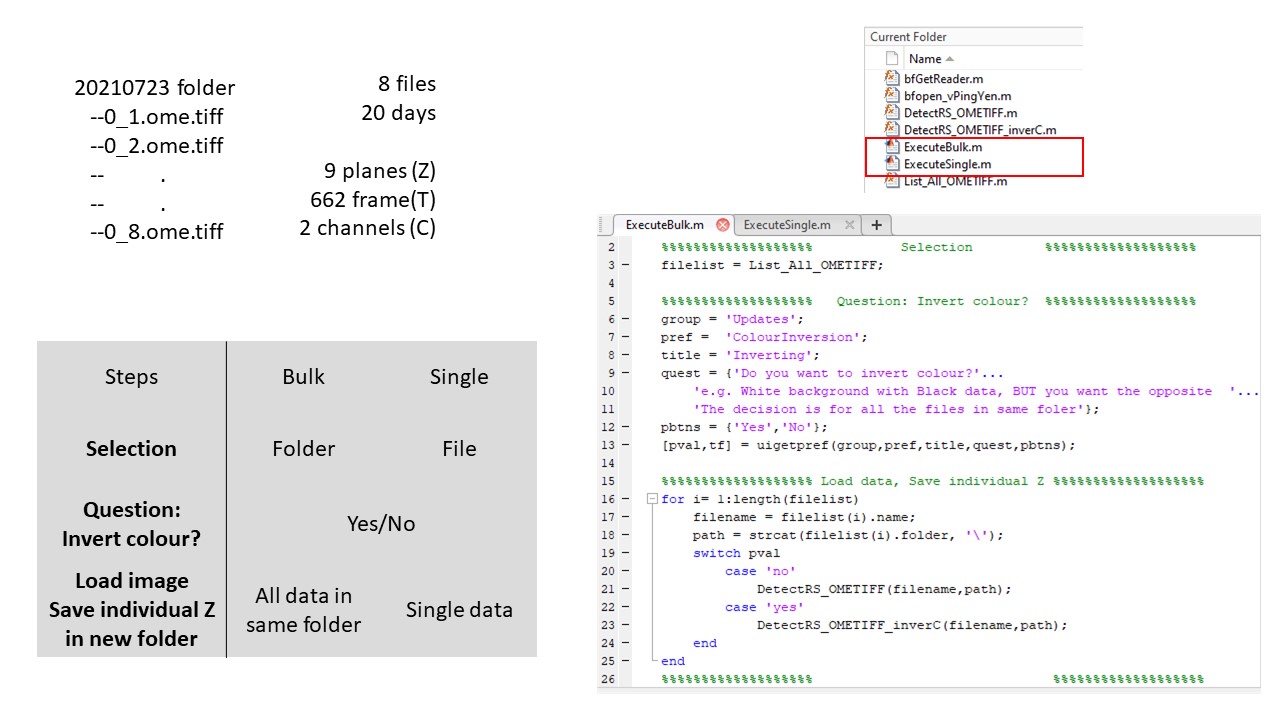 20210723 folder
--0_1.ome.tiff
--0_2.ome.tiff
-- .
-- .
--0_8.ome.tiff
8 files
20 days
9 planes (Z)
662 frame(T)
2 channels (C)
Current Folder
Name
bfGetReader.m
bfopen_vPingYen.m
DetectRS_OMETIFF.m
DetectRS_OMETIFF_inverC.m
ExecuteBulk.m
ExecuteSingle.m
List_All_OMETIFF.m
Steps Bulk Single
Selection Folder File
Question:
Invert colour?
Yes/No
Load image
Save individual Z
in new folder
All data in
same folder
Single data
ExecuteBulk.m ExecuteSingle.m +
2 %%%%%%%%%%%%%%%%%%% Selection %%%%%%%%%%%%%%%%%%%
3 – filelist = List_All_OMETIFF;
4
5 %%%%%%%%%%%%%%%%%%% Question: Invert colour? %%%%%%%%%%%%%%%%%%%
6 – group = 'Updates';
7 – pref = 'ColourInversion';
8 – title = 'Inverting';
9 – quest = {'Do you want to invert colour?'...
10 'e.g. White background with Black data, BUT you want the opposite '...
11 'The decision is for all the files in same foler'};
12 – pbtns = {'Yes','No'};
13 – [pval,tf] = uigetpref(group,pref,title,quest,pbtns);
14
15 %%%%%%%%%%%%%%%%%%% Load data, Save individual Z %%%%%%%%%%%%%%%%%%%
16 – for i= 1:length(filelist)
17 – filename = filelist(i).name;
18 – path = strcat(filelist(i).folder, '\');
19 – switch pval
20 – case 'no'
21 – DetectRS_OMETIFF(filename,path);
22 – case 'yes'
23 – DetectRS_OMETIFF_inverC(filename,path);
24 – end
25 – end
26 %%%%%%%%%%%%%%%%%%% %%%%%%%%%%%%%%%%%%%